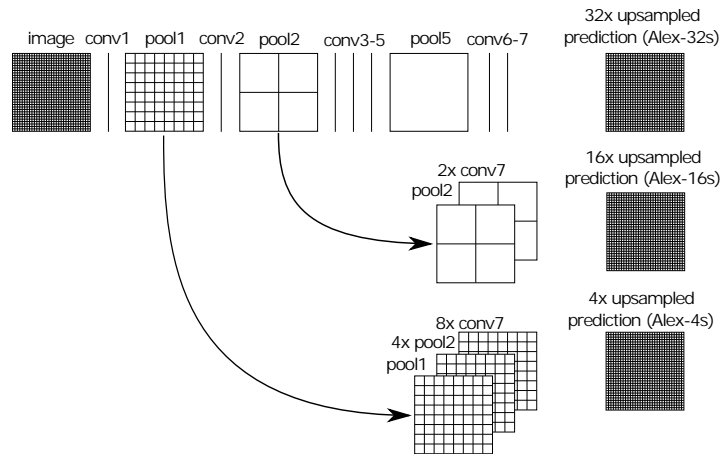 image conv1 pool1 conv2 pool2 conv3-5 pool5 conv6-7
32x upsampled
prediction (Alex-32s)
16x upsampled
prediction (Alex-16s)
2x conv7
pool2
4x upsampled
prediction (Alex-4s)
8x conv7
4x pool2
pool1